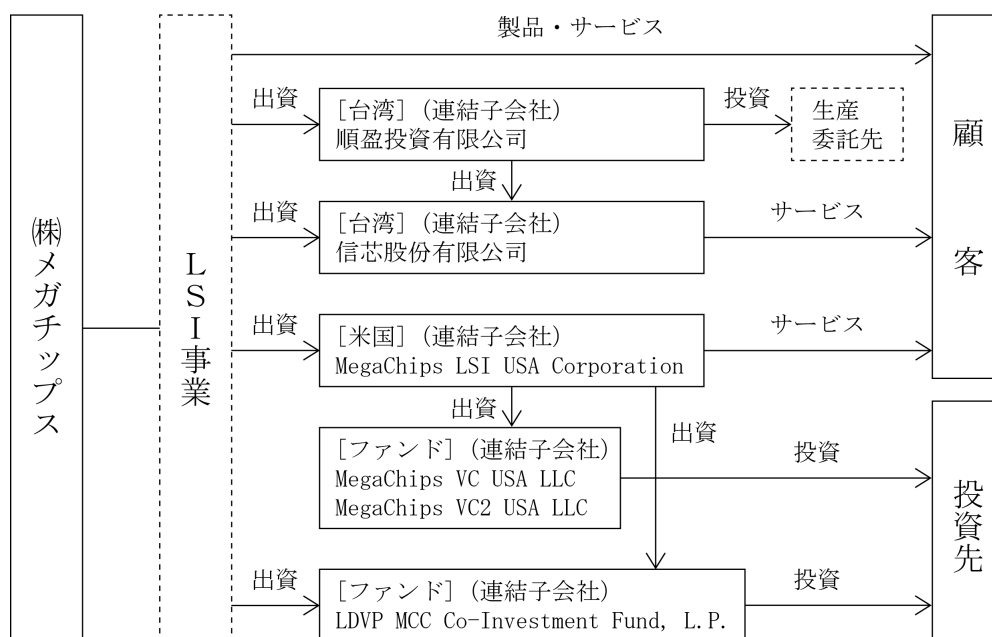 ㈱メガチップス
LSI事業
製品・サービス
出資
[台湾] (連結子会社)
順盈投資有限公司
投資
生産
委託先
出資
出資
[台湾] (連結子会社)
信芯股份有限公司
サービス
出資
[米国] (連結子会社)
MegaChips LSI USA Corporation
サービス
顧客
出資
出資
[ファンド] (連結子会社)
MegaChips VC USA LLC
MegaChips VC2 USA LLC
投資
出資
[ファンド] (連結子会社)
LDVP MCC Co-Investment Fund, L.P.
投資
投資先